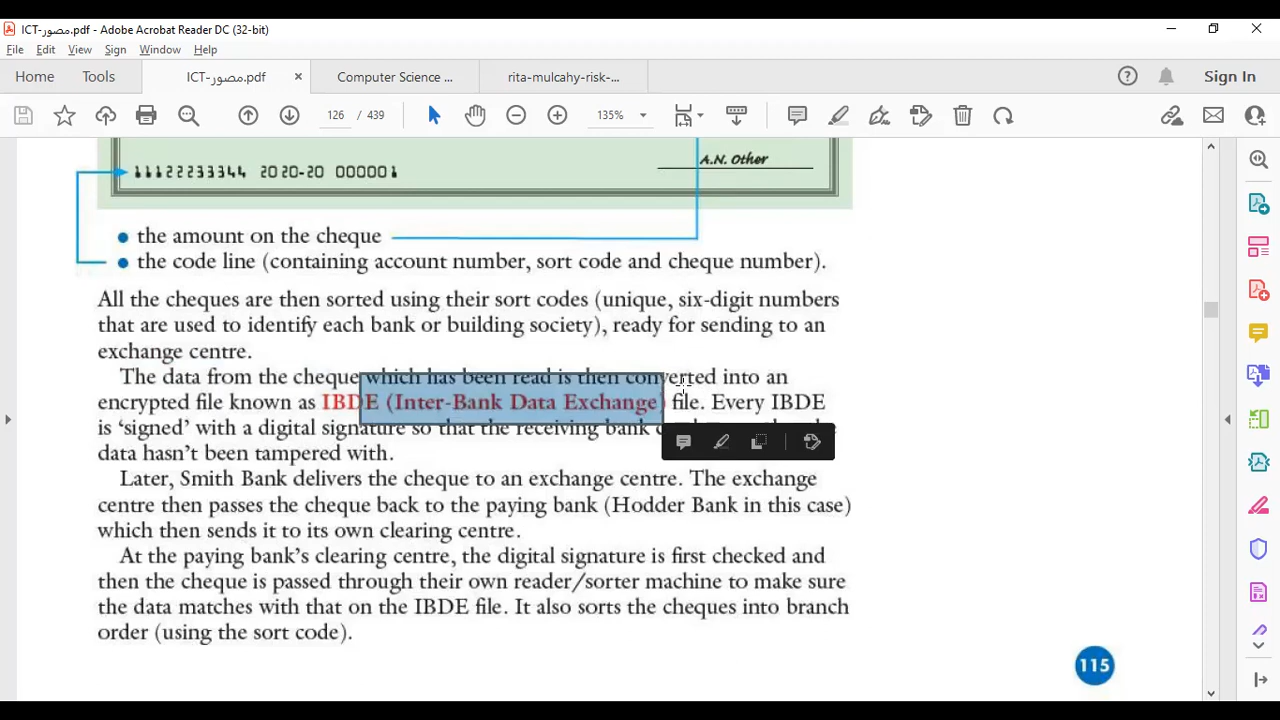 ICT-مصور.pdf - Adobe Acrobat Reader DC (32-bit)
File Edit View Sign Window Help
Home Tools ICT-مصور.pdf × Computer Science ... rita-mulcahy-risk-... Sign In
126 / 439 135%
11122233344 2020-20 000001 A.N. Other
• the amount on the cheque
• the code line (containing account number, sort code and cheque number).
All the cheques are then sorted using their sort codes (unique, six-digit numbers
that are used to identify each bank or building society), ready for sending to an
exchange centre.
The data from the cheque which has been read is then converted into an
encrypted file known as IBDE (Inter-Bank Data Exchange) file. Every IBDE
is ‘signed’ with a digital signature so that the receiving bank
data hasn’t been tampered with.
Later, Smith Bank delivers the cheque to an exchange centre. The exchange
centre then passes the cheque back to the paying bank (Hodder Bank in this case)
which then sends it to its own clearing centre.
At the paying bank’s clearing centre, the digital signature is first checked and
then the cheque is passed through their own reader/sorter machine to make sure
the data matches with that on the IBDE file. It also sorts the cheques into branch
order (using the sort code).
115